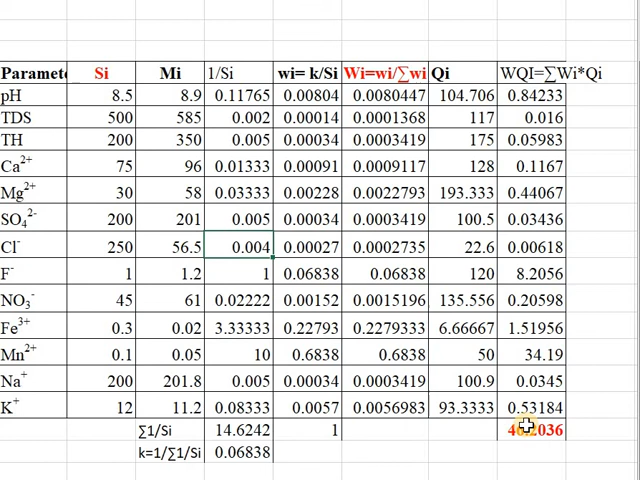 Paramete Si Mi 1/Si wi= k/Si Wi=wi/∑wi Qi WQI=∑Wi*Qi
pH 8.5 8.9 0.11765 0.00804 0.0080447 104.706 0.84233
TDS 500 585 0.002 0.00014 0.0001368 117 0.016
TH 200 350 0.005 0.00034 0.0003419 175 0.05983
Ca²⁺ 75 96 0.01333 0.00091 0.0009117 128 0.1167
Mg²⁺ 30 58 0.03333 0.00228 0.0022793 193.333 0.44067
SO₄²⁻ 200 201 0.005 0.00034 0.0003419 100.5 0.03436
Cl⁻ 250 56.5 0.004 0.00027 0.0002735 22.6 0.00618
F⁻ 1 1.2 1 0.06838 0.06838 120 8.2056
NO₃⁻ 45 61 0.02222 0.00152 0.0015196 135.556 0.20598
Fe³⁺ 0.3 0.02 3.33333 0.22793 0.2279333 6.66667 1.51956
Mn²⁺ 0.1 0.05 10 0.6838 0.6838 50 34.19
Na⁺ 200 201.8 0.005 0.00034 0.0003419 100.9 0.0345
K⁺ 12 11.2 0.08333 0.0057 0.0056983 93.3333 0.53184
∑1/Si 14.6242 1
k=1/∑1/Si 0.06838